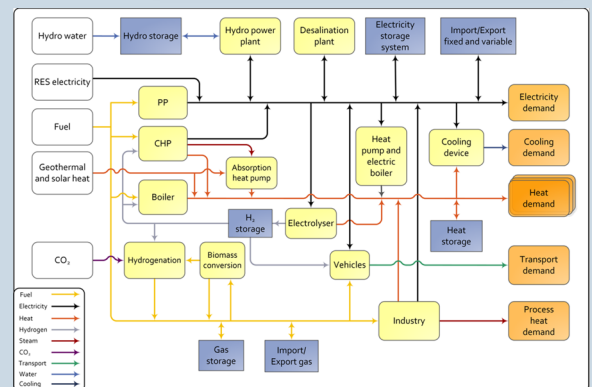 Hydro water
Hydro storage
Hydro power
plant
Desalination
plant
Electricity
storage
system
Import/Export
fixed and variable
RES electricity
PP
Electricity
demand
Fuel
CHP
Heat
pump and
electric
boiler
Cooling
device
Cooling
demand
Geothermal
and solar heat
Absorption
heat pump
Boiler
Heat
demand
H₂
storage
Electrolyser
Heat
storage
CO₂
Hydrogenation
Biomass
conversion
Vehicles
Transport
demand
Fuel
Electricity
Heat
Hydrogen
Steam
CO₂
Transport
Water
Cooling
Industry
Process
heat demand
Gas
storage
Import/
Export gas